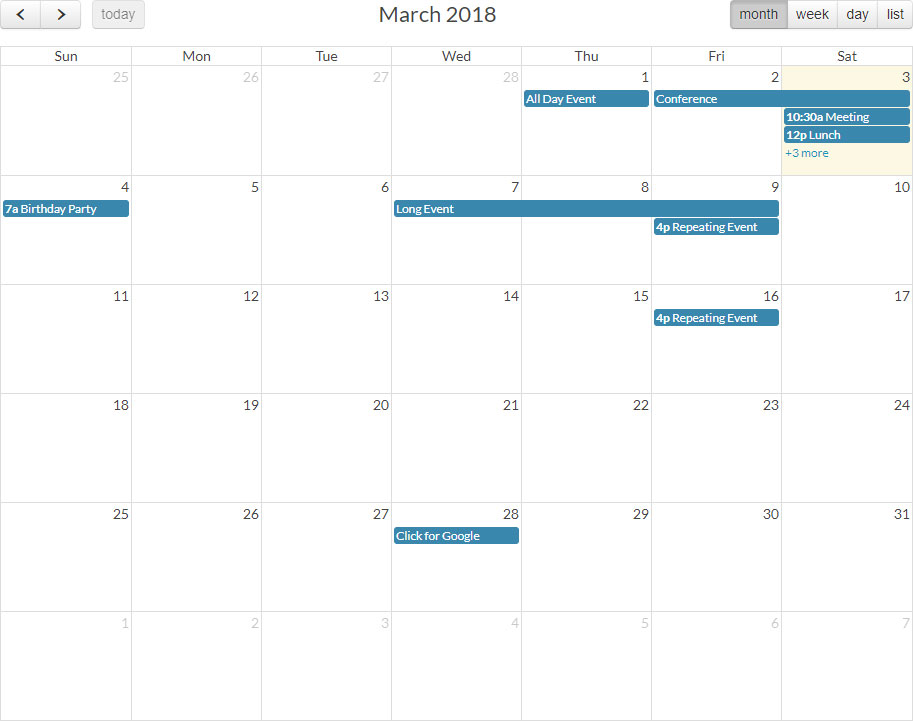 today March 2018 month week day list
Sun Mon Tue Wed Thu Fri Sat
25 26 27 28 1 2 3
All Day Event Conference
10:30a Meeting
12p Lunch
+3 more
4 5 6 7 8 9 10
7a Birthday Party Long Event
4p Repeating Event
11 12 13 14 15 16 17
4p Repeating Event
18 19 20 21 22 23 24
25 26 27 28 29 30 31
Click for Google
1 2 3 4 5 6 7